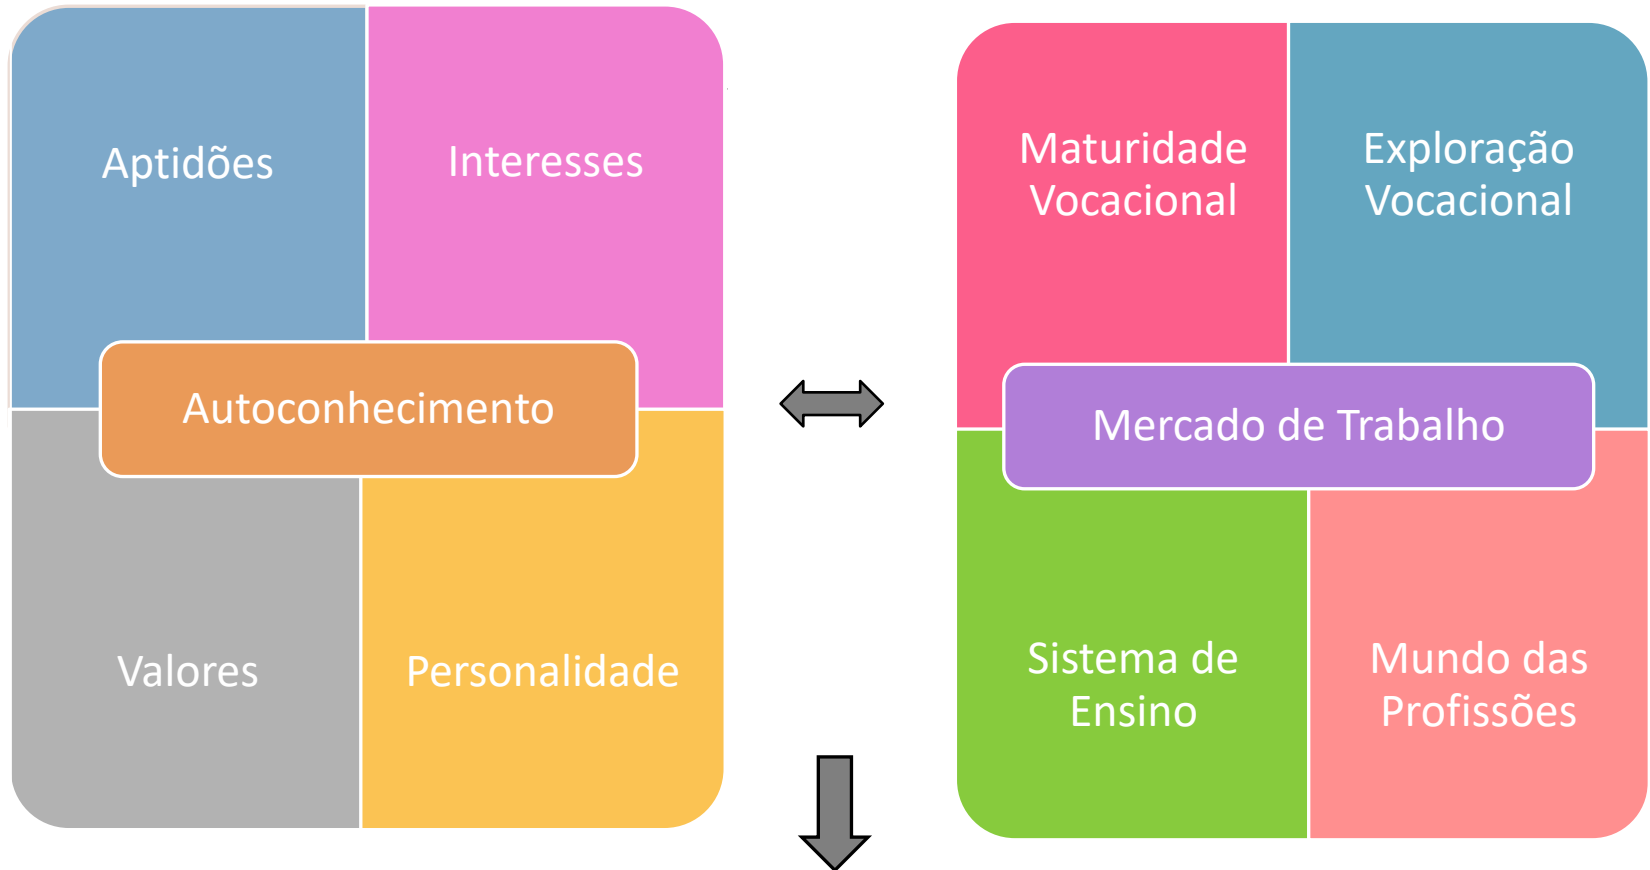 Aptidões
Interesses
Autoconhecimento
Valores
Personalidade
Maturidade
Vocacional
Exploração
Vocacional
Mercado de Trabalho
Sistema de
Ensino
Mundo das
Profissões